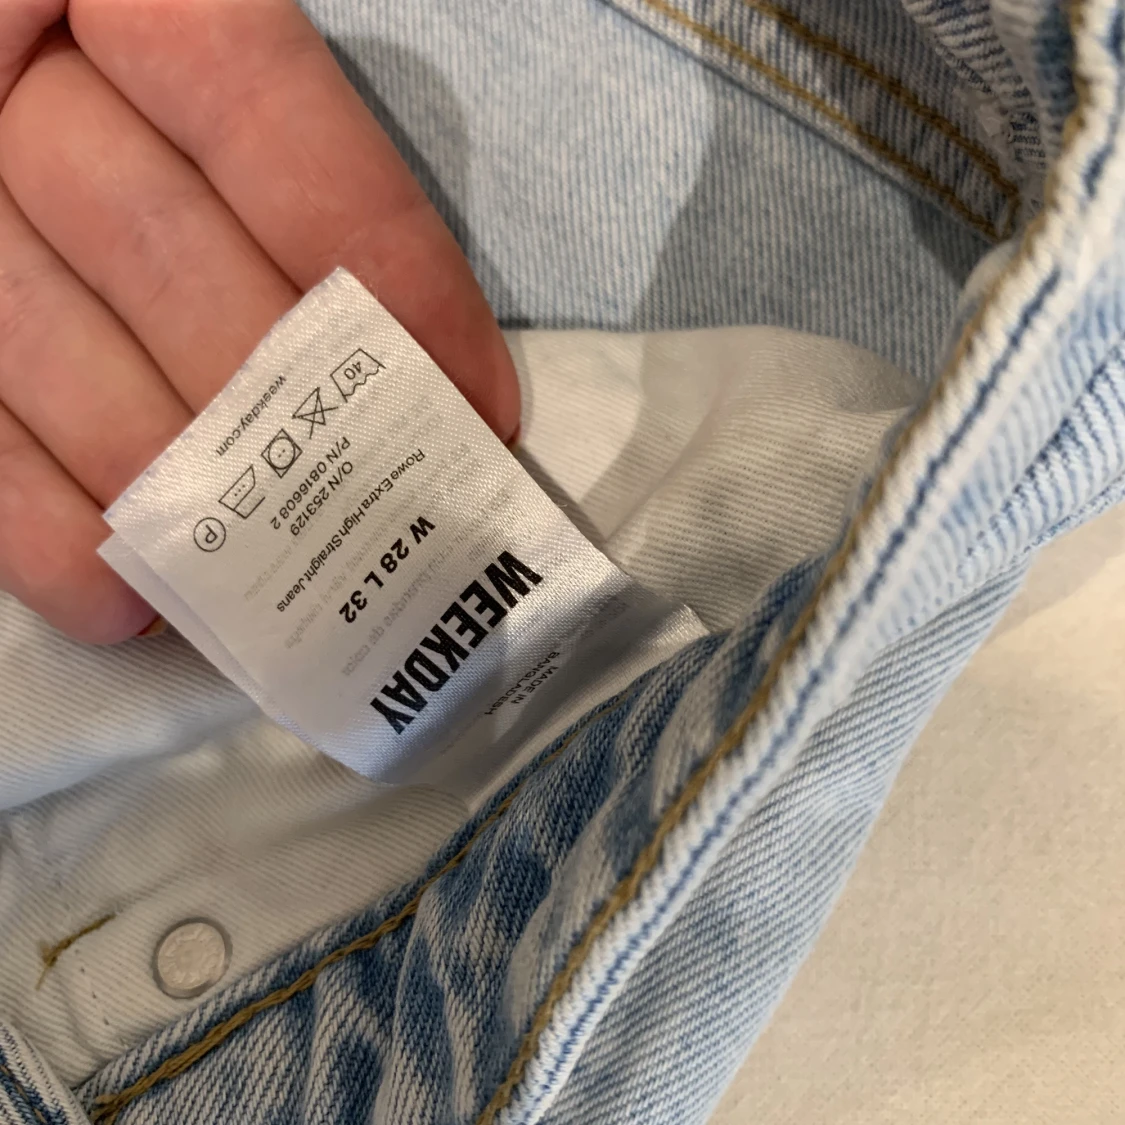 WEEKDAY
W 28 L 32
Rowe Extra High Straight Jeans
O/N 253129
P/N 0816608 2
40
P
weekday.com
MADE IN
BANGLADESH